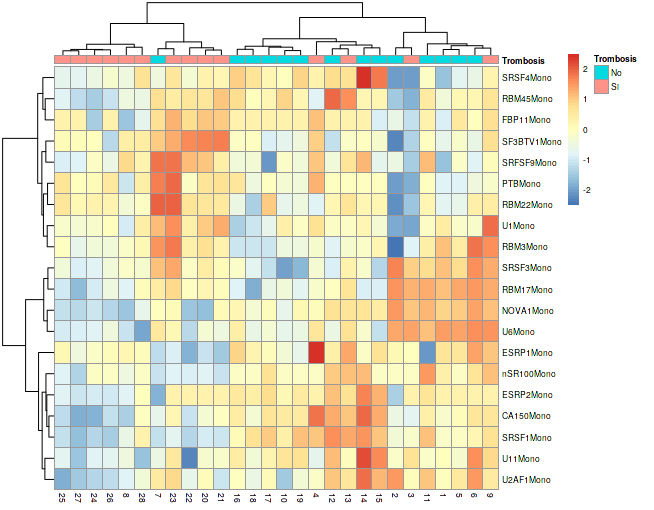 Trombosis
SRSF4Mono
RBM45Mono
FBP11Mono
SF3BTV1Mono
SRFSF9Mono
PTBMono
RBM22Mono
U1Mono
RBM3Mono
SRSF3Mono
RBM17Mono
NOVA1Mono
U6Mono
ESRP1Mono
nSR100Mono
ESRP2Mono
CA150Mono
SRSF1Mono
U11Mono
U2AF1Mono
25 27 24 26 8 28 7 23 22 20 21 16 18 17 10 19 4 12 13 14 15 2 3 11 1 5 6 9
2
1
0
-1
-2
Trombosis
No
SI